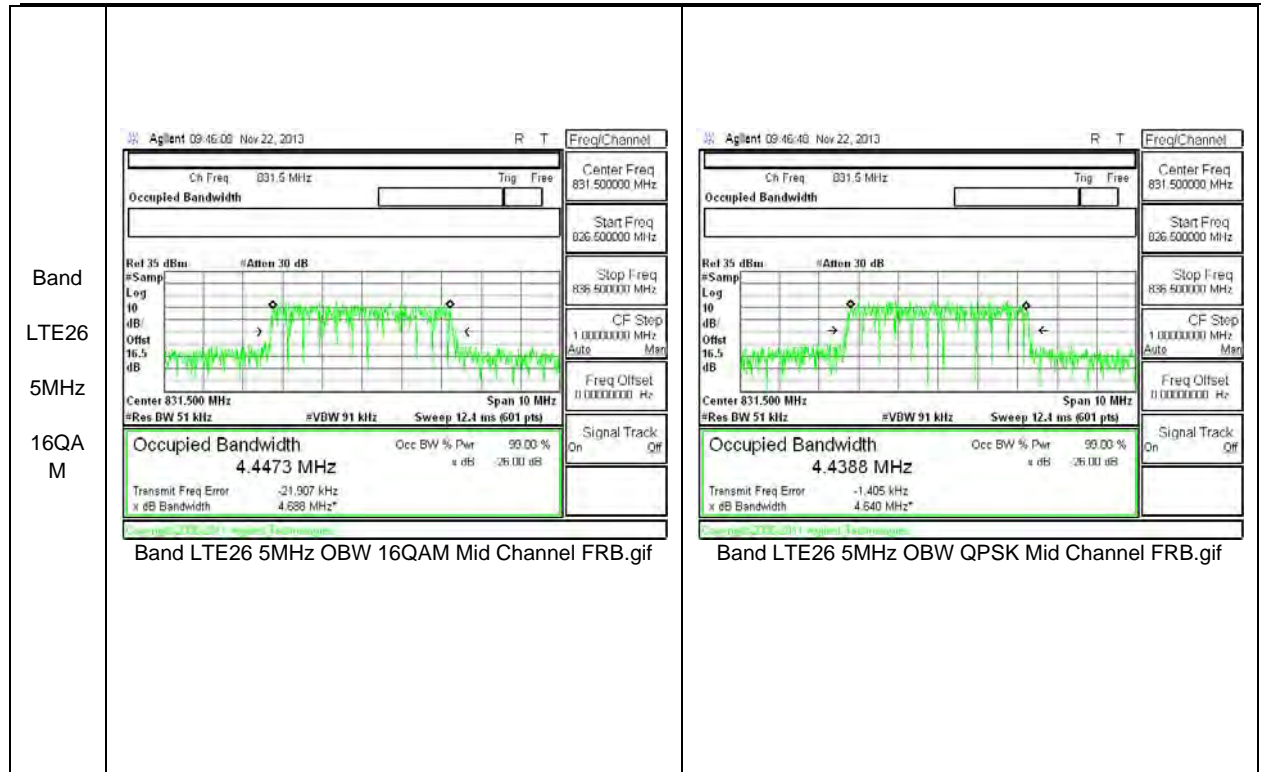 Band
LTE26
5MHz
16QA
M
Agilent 09:46:08 Nov 22, 2013 R T
Ch Freq 831.5 MHz Trig Free
Occupied Bandwidth
Ref 35 dBm #Atten 30 dB
#Samp
Log
10
dB/
Offst
16.5
dB
Center 831.500 MHz Span 10 MHz
#Res BW 51 kHz #VBW 91 kHz Sweep 12.4 ms (601 pts)
Occupied Bandwidth Occ BW % Pwr 99.00 %
4.4473 MHz x dB -26.00 dB
Transmit Freq Error -21.907 kHz
x dB Bandwidth 4.688 MHz*
Copyright 2000-2011 Agilent Technologies
Freq/Channel
Center Freq
831.500000 MHz
Start Freq
826.500000 MHz
Stop Freq
836.500000 MHz
CF Step
1.00000000 MHz
Auto Man
Freq Offset
0.00000000 Hz
Signal Track
On Off
Band LTE26 5MHz OBW 16QAM Mid Channel FRB.gif
Agilent 09:46:48 Nov 22, 2013 R T
Ch Freq 831.5 MHz Trig Free
Occupied Bandwidth
Ref 35 dBm #Atten 30 dB
#Samp
Log
10
dB/
Offst
16.5
dB
Center 831.500 MHz Span 10 MHz
#Res BW 51 kHz #VBW 91 kHz Sweep 12.4 ms (601 pts)
Occupied Bandwidth Occ BW % Pwr 99.00 %
4.4388 MHz x dB -26.00 dB
Transmit Freq Error -1.405 kHz
x dB Bandwidth 4.640 MHz*
Copyright 2000-2011 Agilent Technologies
Freq/Channel
Center Freq
831.500000 MHz
Start Freq
826.500000 MHz
Stop Freq
836.500000 MHz
CF Step
1.00000000 MHz
Auto Man
Freq Offset
0.00000000 Hz
Signal Track
On Off
Band LTE26 5MHz OBW QPSK Mid Channel FRB.gif